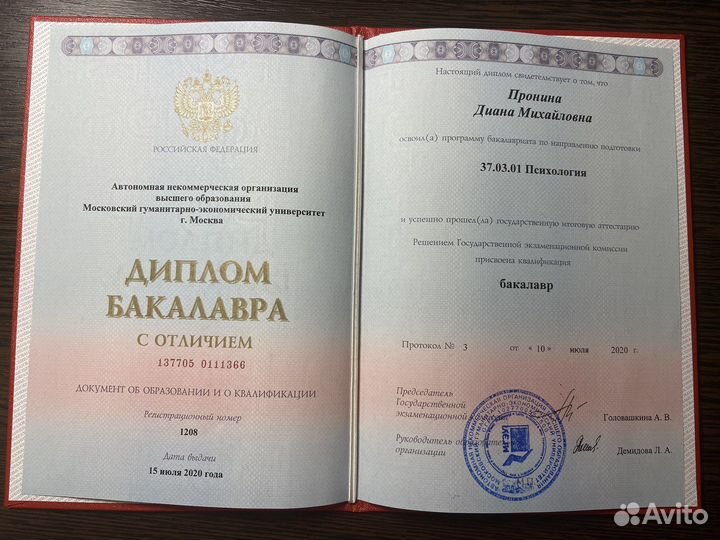 РОССИЙСКАЯ ФЕДЕРАЦИЯ
Автономная некоммерческая организация
высшего образования
Московский гуманитарно-экономический университет
г. Москва
ДИПЛОМ
БАКАЛАВРА
С ОТЛИЧИЕМ
137705 0111366
ДОКУМЕНТ ОБ ОБРАЗОВАНИИ И О КВАЛИФИКАЦИИ
Регистрационный номер
1208
Дата выдачи
15 июля 2020 года
Настоящий диплом свидетельствует о том, что
Пронина
Диана Михайловна
освоил(а) программу бакалавриата по направлению подготовки
37.03.01 Психология
и успешно прошел(ла) государственную итоговую аттестацию
Решением Государственной экзаменационной комиссии
присвоена квалификация
бакалавр
Протокол № 3 от « 10 » июля 2020 г.
Председатель
Государственной
экзаменационной
Головашкина А. В.
Руководитель
организации
Демидова Л. А.
МГЭУ
Avito